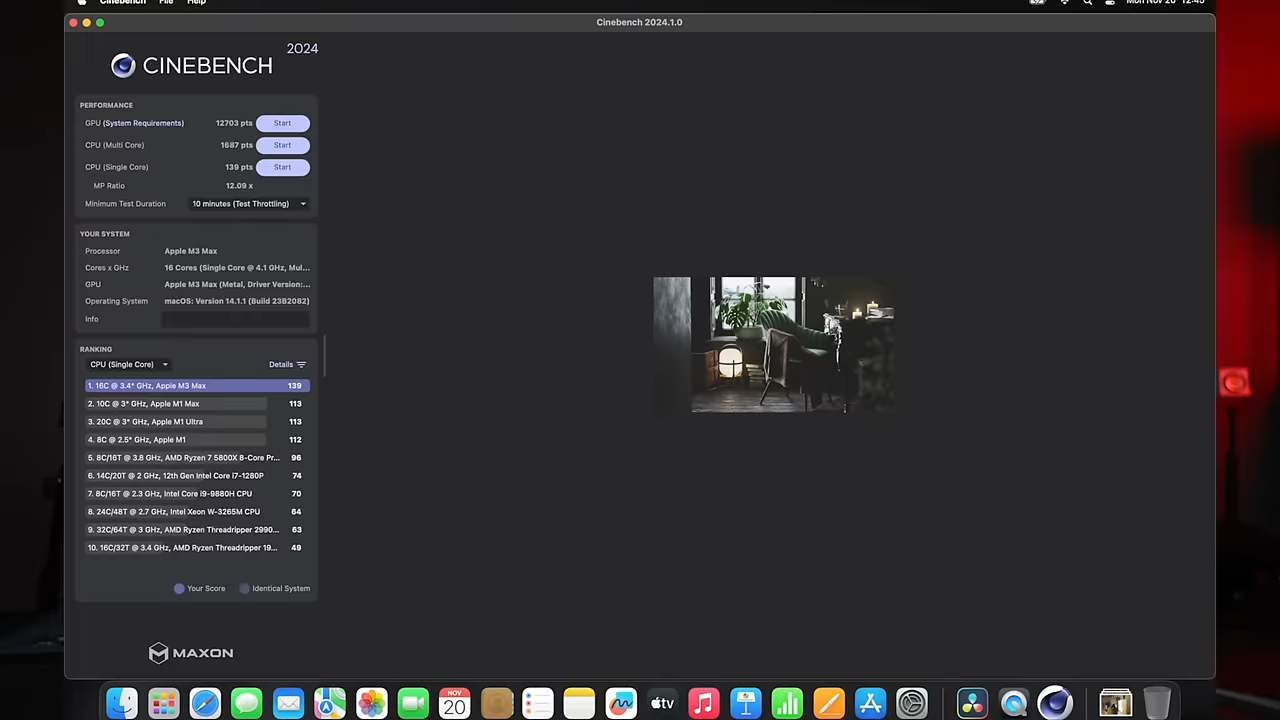 Cinebench File Help
Mon Nov 20 12:45
Cinebench 2024.1.0
2024
CINEBENCH
PERFORMANCE
GPU (System Requirements) 12703 pts Start
CPU (Multi Core) 1687 pts Start
CPU (Single Core) 139 pts Start
MP Ratio 12.09 x
Minimum Test Duration 10 minutes (Test Throttling)
YOUR SYSTEM
Processor Apple M3 Max
Cores x GHz 16 Cores (Single Core @ 4.1 GHz, Mul...
GPU Apple M3 Max (Metal, Driver Version:...
Operating System macOS: Version 14.1.1 (Build 23B2082)
Info
RANKING
CPU (Single Core) Details
1. 16C @ 3.4* GHz, Apple M3 Max 139
2. 10C @ 3* GHz, Apple M1 Max 113
3. 20C @ 3* GHz, Apple M1 Ultra 113
4. 8C @ 2.5* GHz, Apple M1 112
5. 8C/16T @ 3.8 GHz, AMD Ryzen 7 5800X 8-Core Pr... 96
6. 14C/20T @ 2 GHz, 12th Gen Intel Core i7-1280P 74
7. 8C/16T @ 2.3 GHz, Intel Core i9-9880H CPU 70
8. 24C/48T @ 2.7 GHz, Intel Xeon W-3265M CPU 64
9. 32C/64T @ 3 GHz, AMD Ryzen Threadripper 2990... 63
10. 16C/32T @ 3.4 GHz, AMD Ryzen Threadripper 19... 49
Your Score Identical System
MAXON
NOV
20
tv